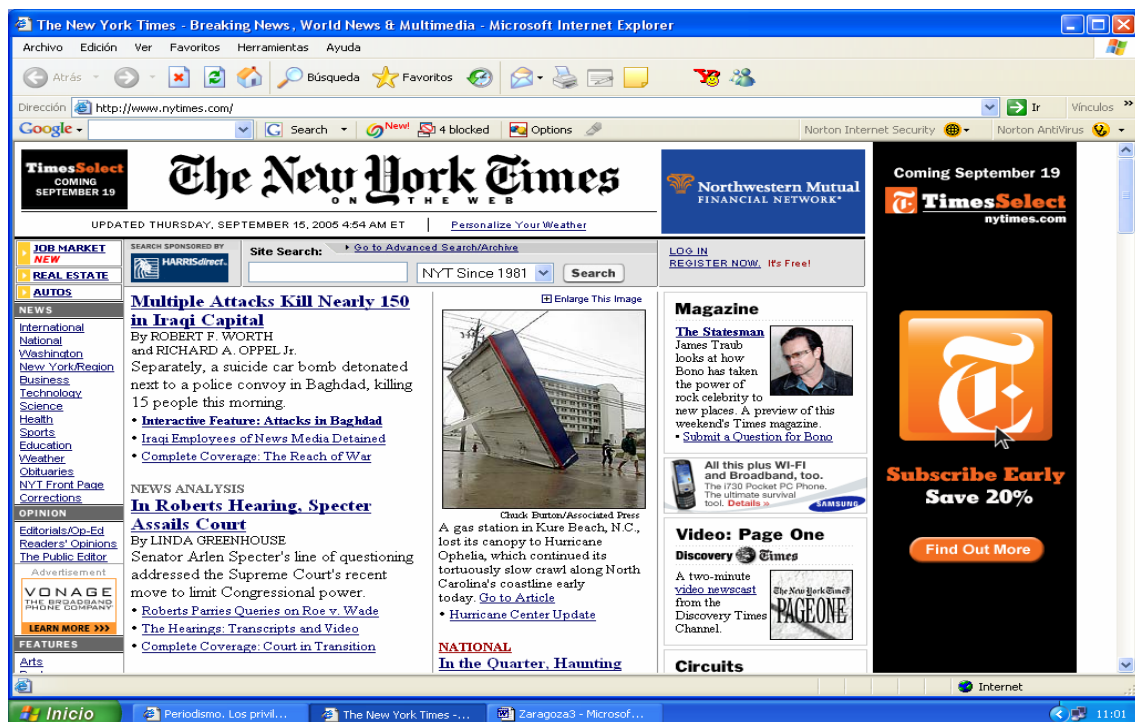 The New York Times - Breaking News, World News & Multimedia - Microsoft Internet Explorer
Archivo Edición Ver Favoritos Herramientas Ayuda
Atrás Búsqueda Favoritos
Dirección http://www.nytimes.com/ Ir Vínculos »
Google Search New! 4 blocked Options Norton Internet Security Norton AntiVirus
TimesSelect
COMING
SEPTEMBER 19
The New York Times
ON THE WEB
Northwestern Mutual
FINANCIAL NETWORK
UPDATED THURSDAY, SEPTEMBER 15, 2005 4:54 AM ET
Personalize Your Weather
Coming September 19
TimesSelect
nytimes.com
JOB MARKET
NEW
REAL ESTATE
AUTOS
SEARCH SPONSORED BY
HARRISdirect
Site Search: Go to Advanced Search/Archive
NYT Since 1981 Search
LOG IN
REGISTER NOW. It's Free!
NEWS
International
National
Washington
New York/Region
Business
Technology
Science
Health
Sports
Education
Weather
Obituaries
NYT Front Page
Corrections
OPINION
Editorials/Op-Ed
Readers' Opinions
The Public Editor
Advertisement
VONAGE
THE BROADBAND
PHONE COMPANY
LEARN MORE >>>
FEATURES
Arts
Multiple Attacks Kill Nearly 150
in Iraqi Capital
By ROBERT F. WORTH
and RICHARD A. OPPEL Jr.
Separately, a suicide car bomb detonated
next to a police convoy in Baghdad, killing
15 people this morning.
• Interactive Feature: Attacks in Baghdad
• Iraqi Employees of News Media Detained
• Complete Coverage: The Reach of War
NEWS ANALYSIS
In Roberts Hearing, Specter
Assails Court
By LINDA GREENHOUSE
Senator Arlen Specter's line of questioning
addressed the Supreme Court's recent
move to limit Congressional power.
• Roberts Parries Queries on Roe v. Wade
• The Hearings: Transcripts and Video
• Complete Coverage: Court in Transition
Enlarge This Image
Chuck Burton/Associated Press
A gas station in Kure Beach, N.C.,
lost its canopy to Hurricane
Ophelia, which continued its
tortuously slow crawl along North
Carolina's coastline early
today. Go to Article
• Hurricane Center Update
NATIONAL
In the Quarter, Haunting
Magazine
The Statesman
James Traub
looks at how
Bono has taken
the power of
rock celebrity to
new places. A preview of this
weekend's Times magazine.
• Submit a Question for Bono
All this plus WI-FI
and Broadband, too.
The i730 Pocket PC Phone.
The ultimate survival
tool. Details »
SAMSUNG
Video: Page One
Discovery Times
A two-minute
video newscast
from the
Discovery Times
Channel.
The New York Times
PAGE ONE
Circuits
Subscribe Early
Save 20%
Find Out More
Internet
Inicio Periodismo. Los privil... The New York Times -... Zaragoza3 - Microsof... 11:01